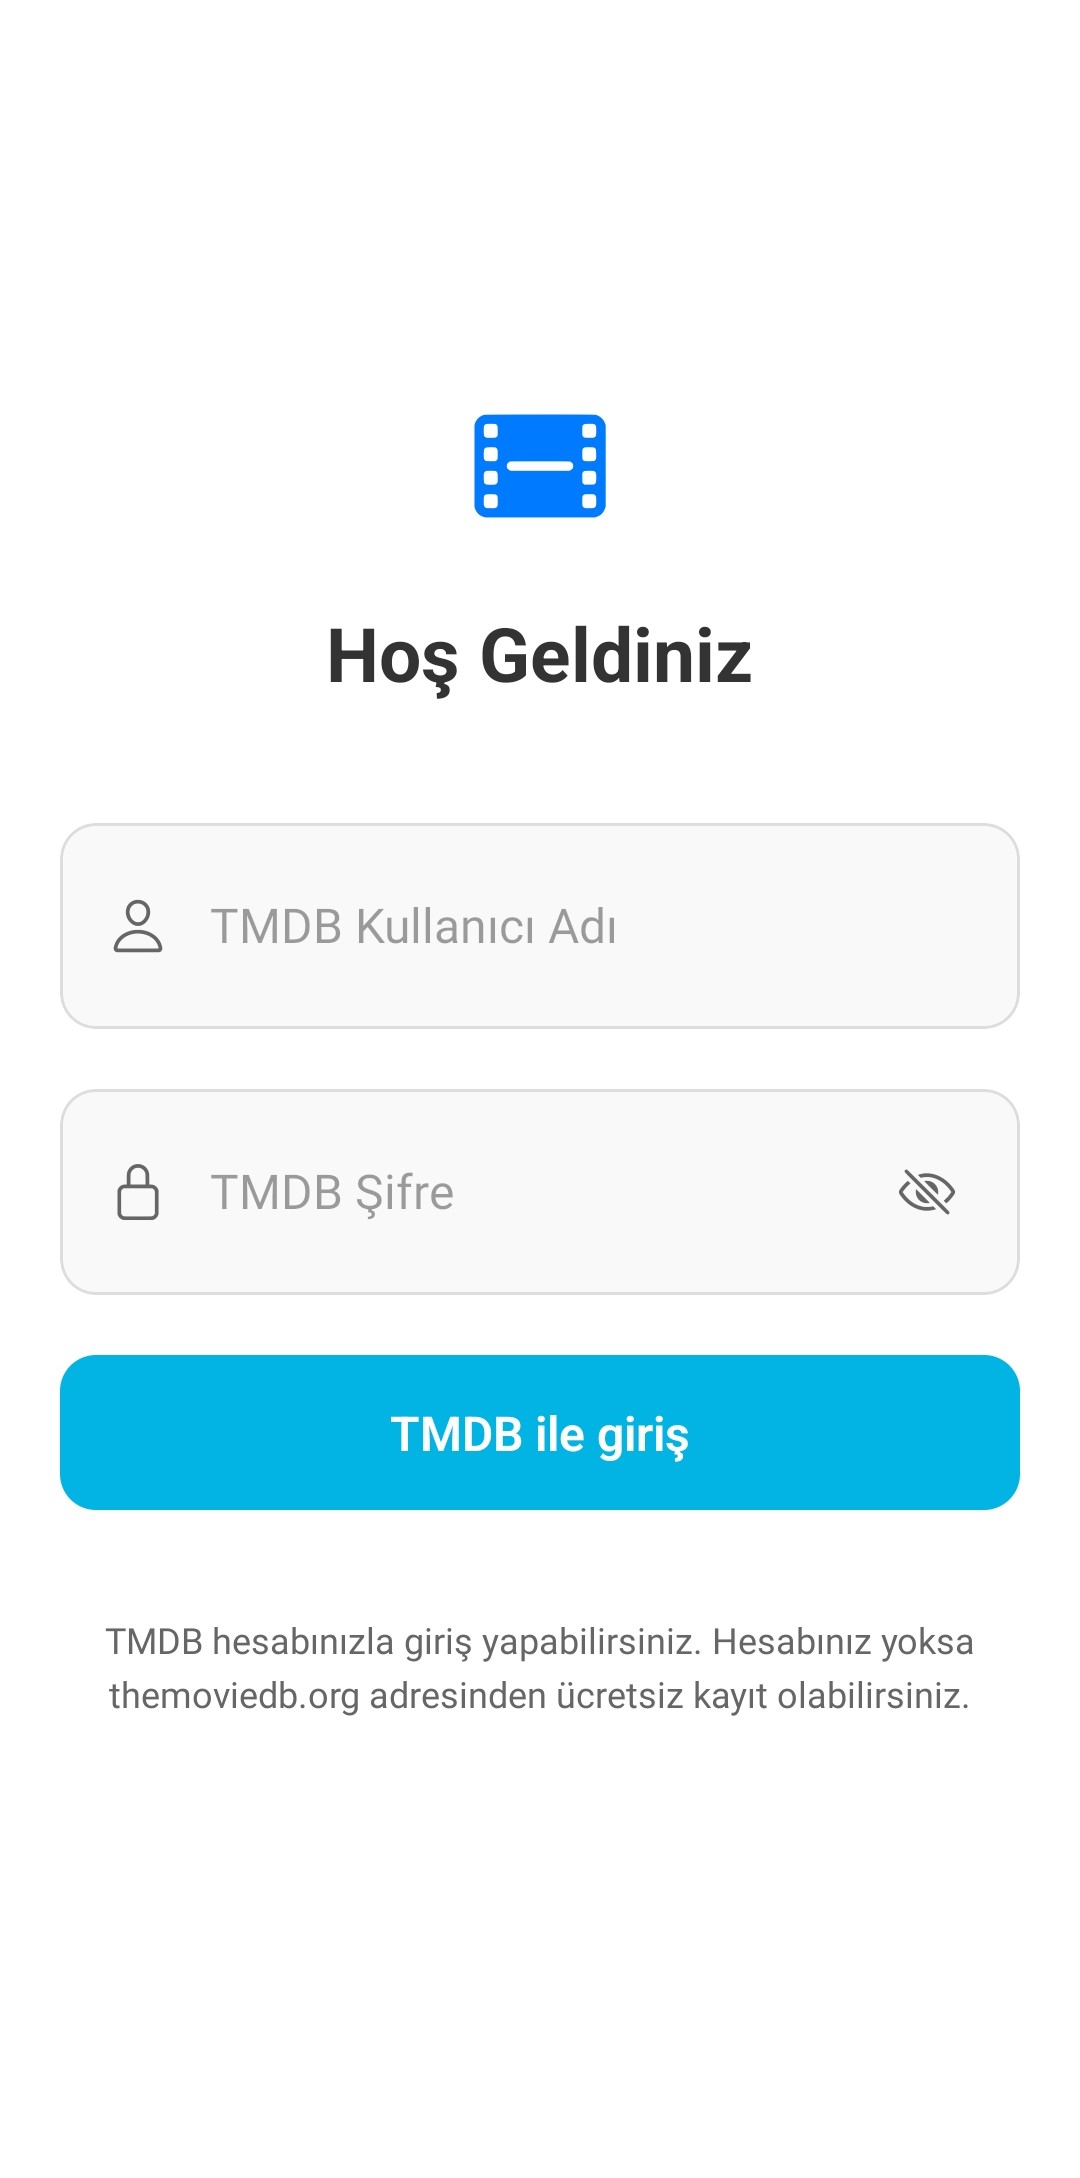 Hoş Geldiniz
TMDB Kullanıcı Adı
TMDB Şifre
TMDB ile giriş
TMDB hesabınızla giriş yapabilirsiniz. Hesabınız yoksa
themoviedb.org adresinden ücretsiz kayıt olabilirsiniz.